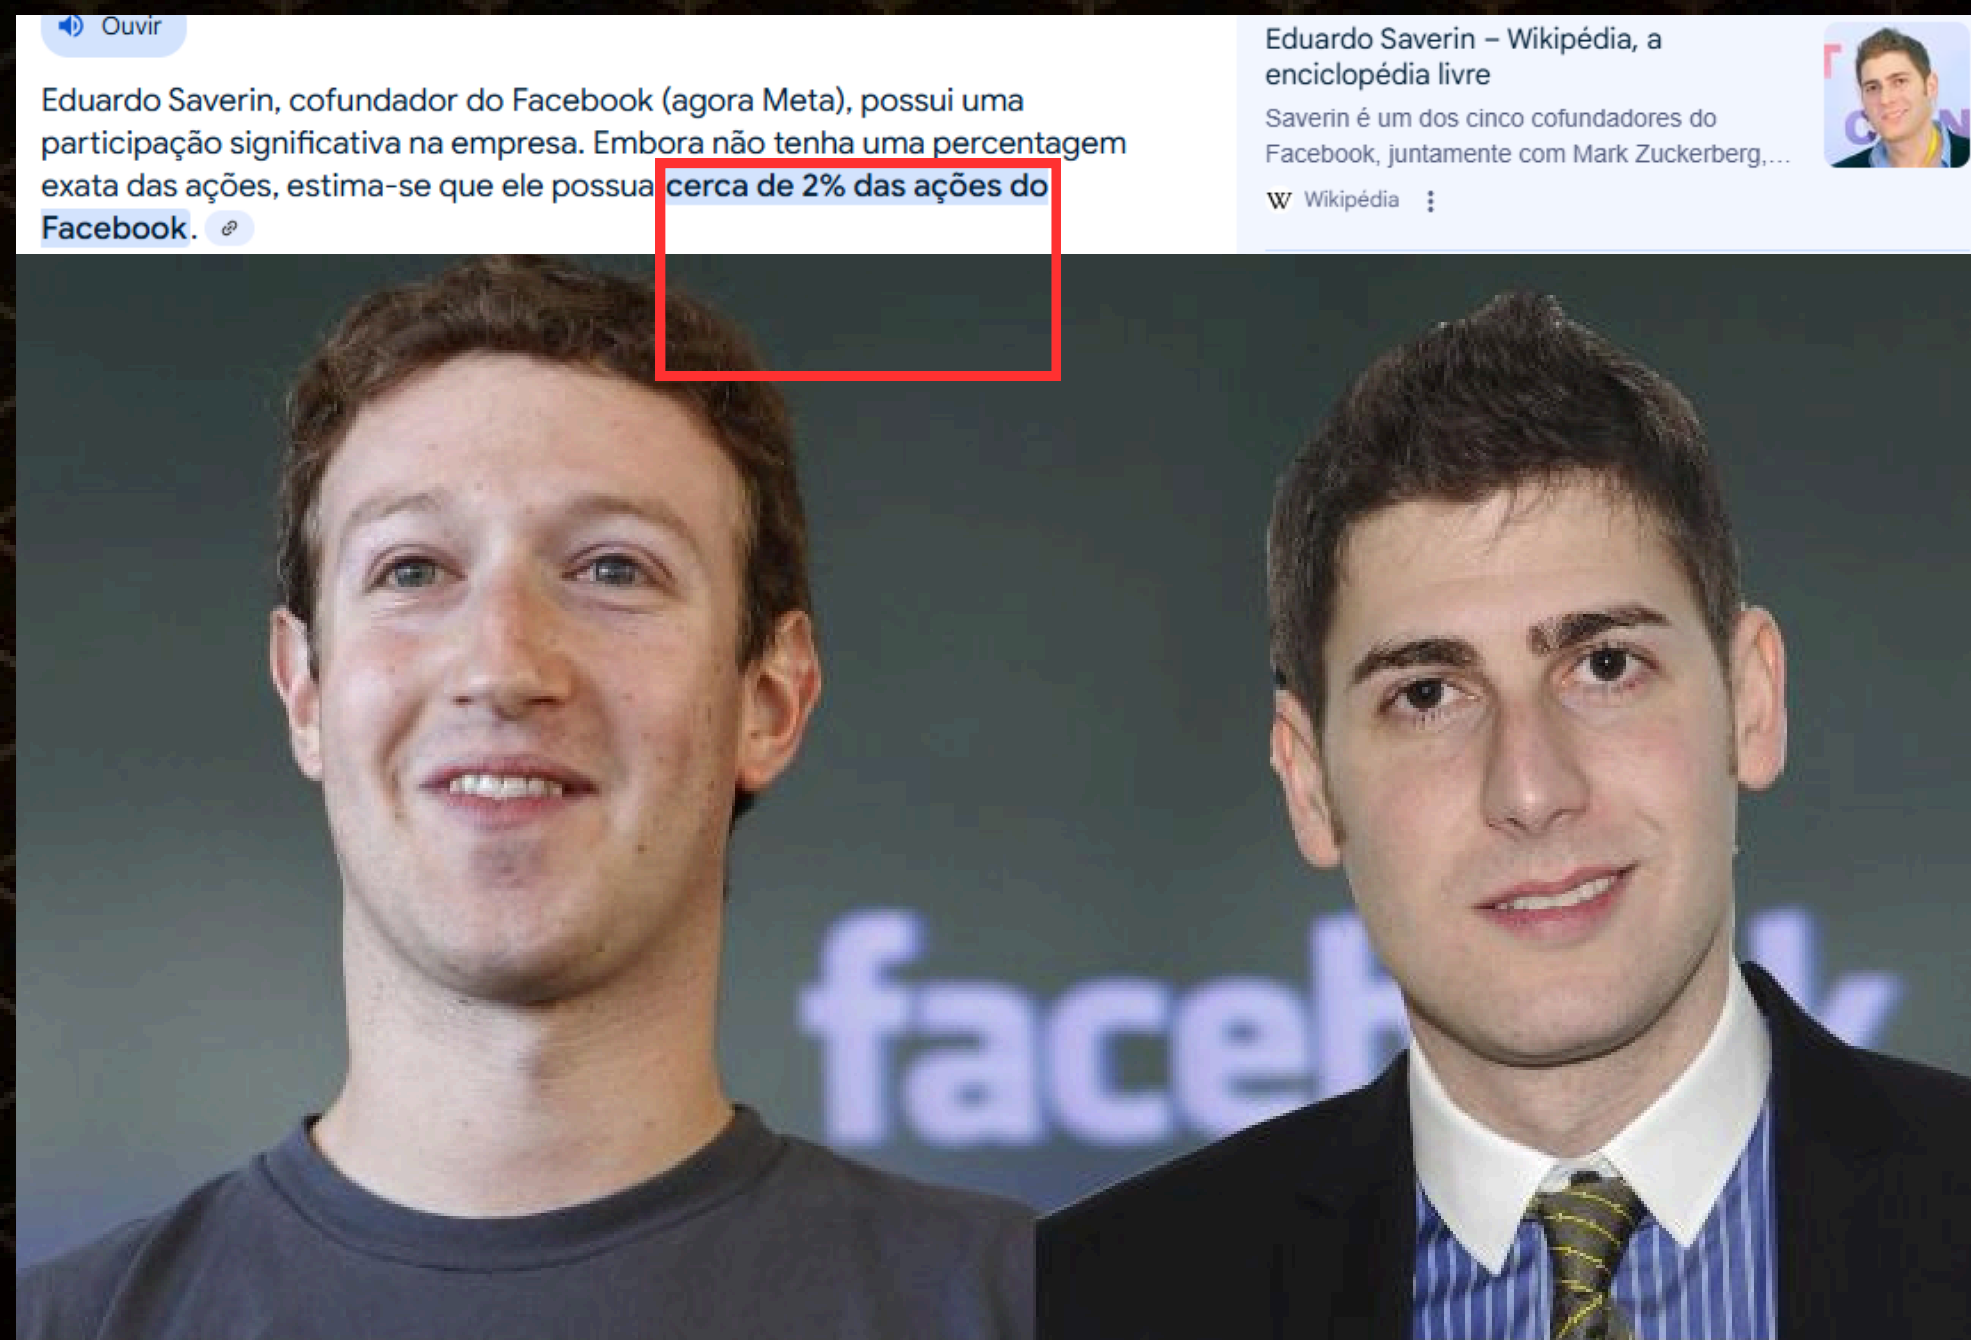 Ouvir
Eduardo Saverin, cofundador do Facebook (agora Meta), possui uma
participação significativa na empresa. Embora não tenha uma percentagem
exata das ações, estima-se que ele possua cerca de 2% das ações do
Facebook.
Eduardo Saverin – Wikipédia, a
enciclopédia livre
Saverin é um dos cinco cofundadores do
Facebook, juntamente com Mark Zuckerberg,...
W Wikipédia